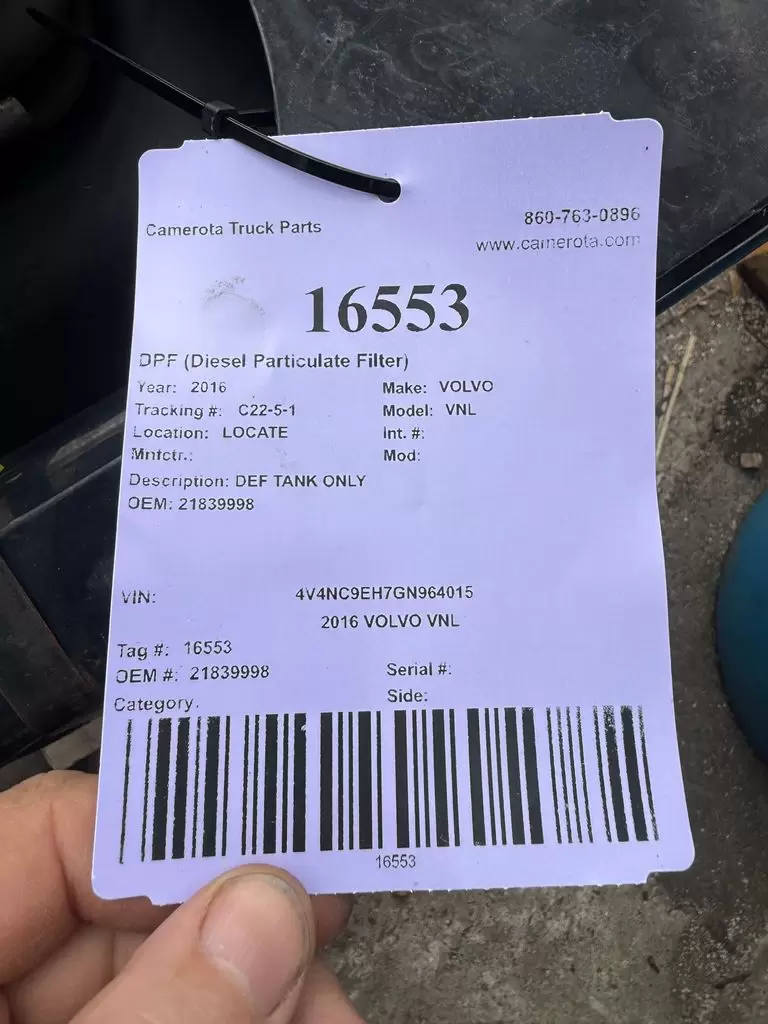 Camerota Truck Parts
860-763-0896
www.camerota.com
16553
DPF (Diesel Particulate Filter)
Year: 2016 Make: VOLVO
Tracking #: C22-5-1 Model: VNL
Location: LOCATE Int. #:
Mnfctr.: Mod:
Description: DEF TANK ONLY
OEM: 21839998
VIN: 4V4NC9EH7GN964015
2016 VOLVO VNL
Tag #: 16553
OEM #: 21839998 Serial #:
Category: Side:
16553